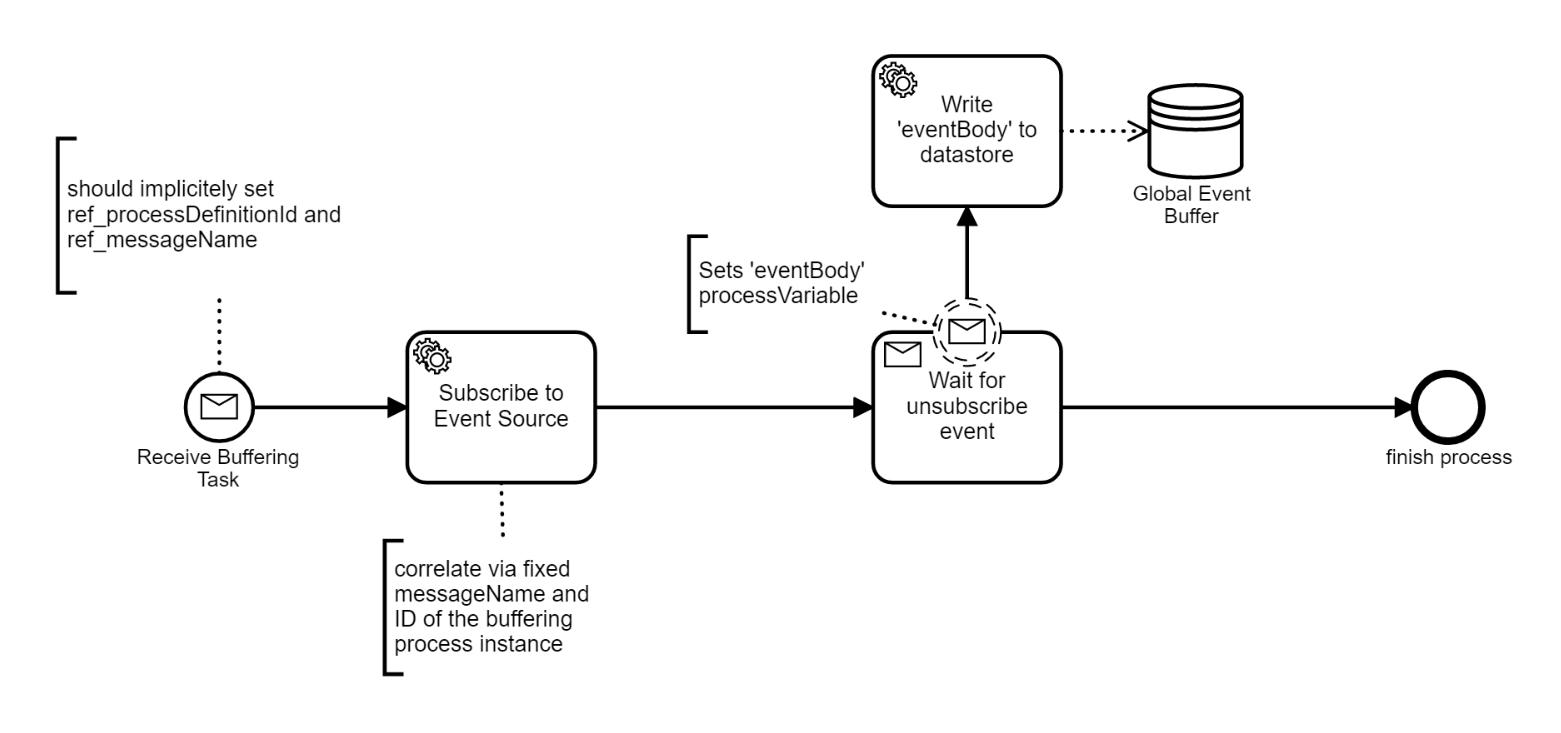 Write
'eventBody' to
datastore
Global Event
Buffer
should implicitely set
ref_processDefinitionId and
ref_messageName
Sets 'eventBody'
processVariable
Receive Buffering
Task
Subscribe to
Event Source
Wait for
unsubscribe
event
finish process
correlate via fixed
messageName and
ID of the buffering
process instance